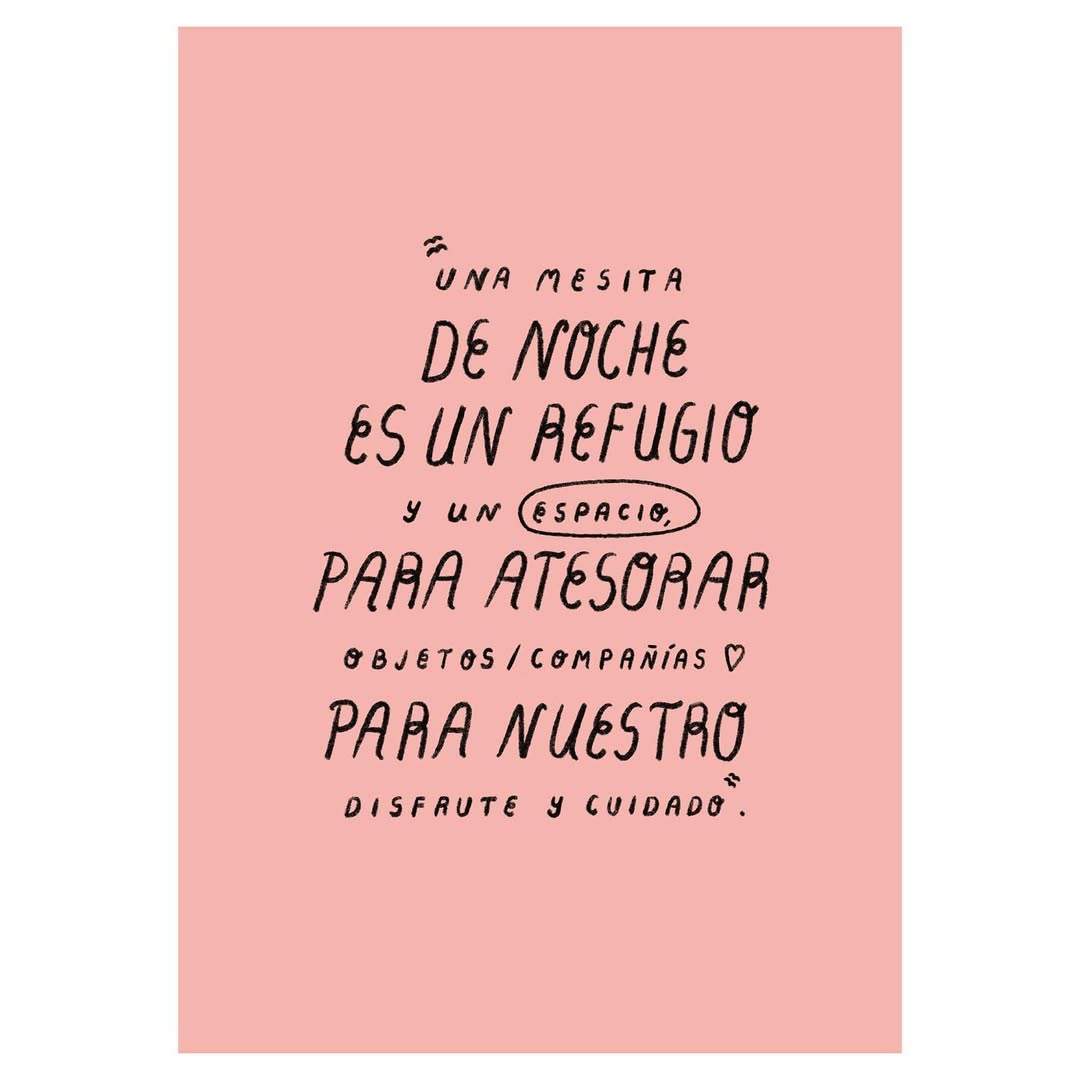 "UNA MESITA
DE NOCHE
ES UN REFUGIO
Y UN ESPACIO,
PARA ATESORAR
OBJETOS/COMPAÑÍAS ♡
PARA NUESTRO
DISFRUTE Y CUIDADO".